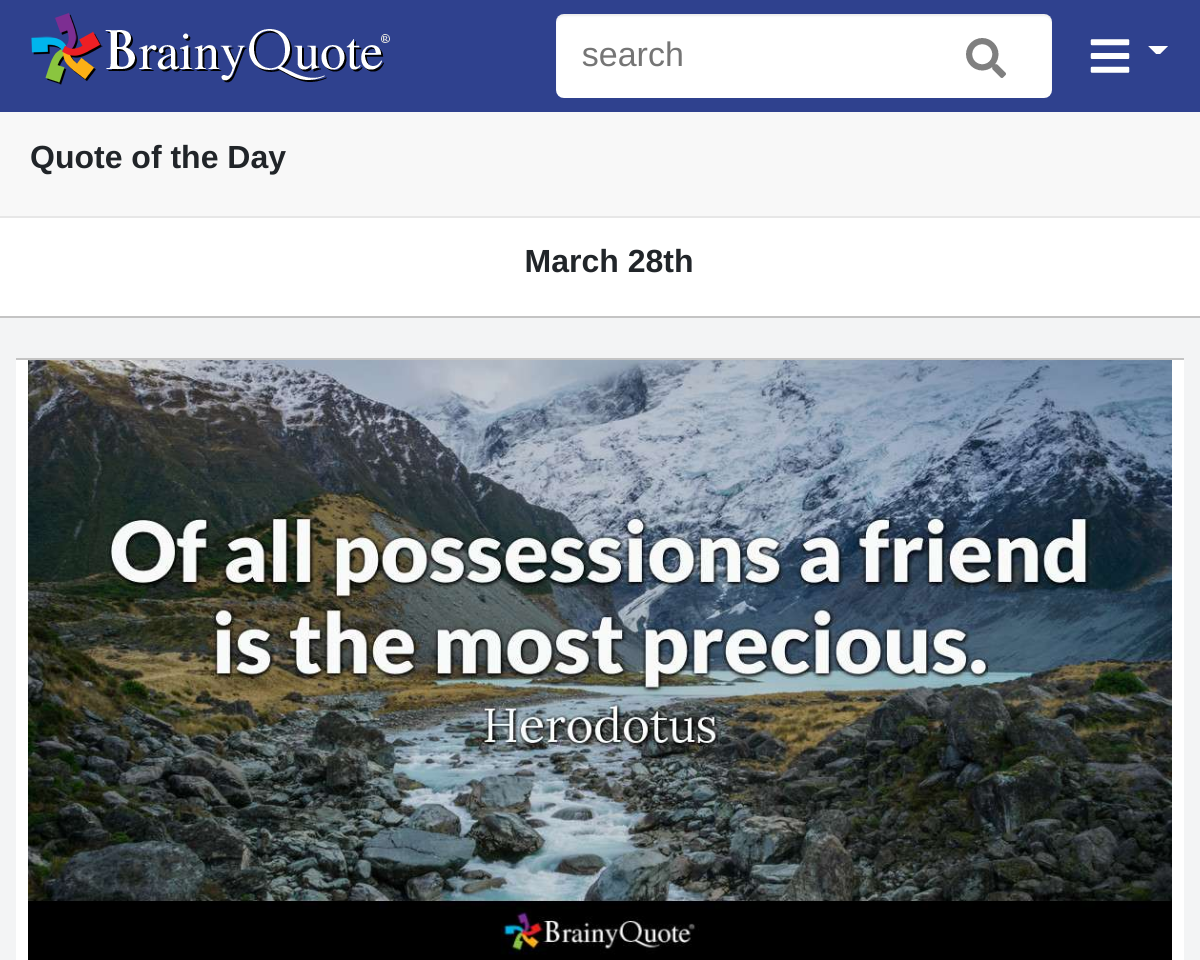 BrainyQuote®
search
Quote of the Day
March 28th
Of all possessions a friend
is the most precious.
Herodotus
BrainyQuote®